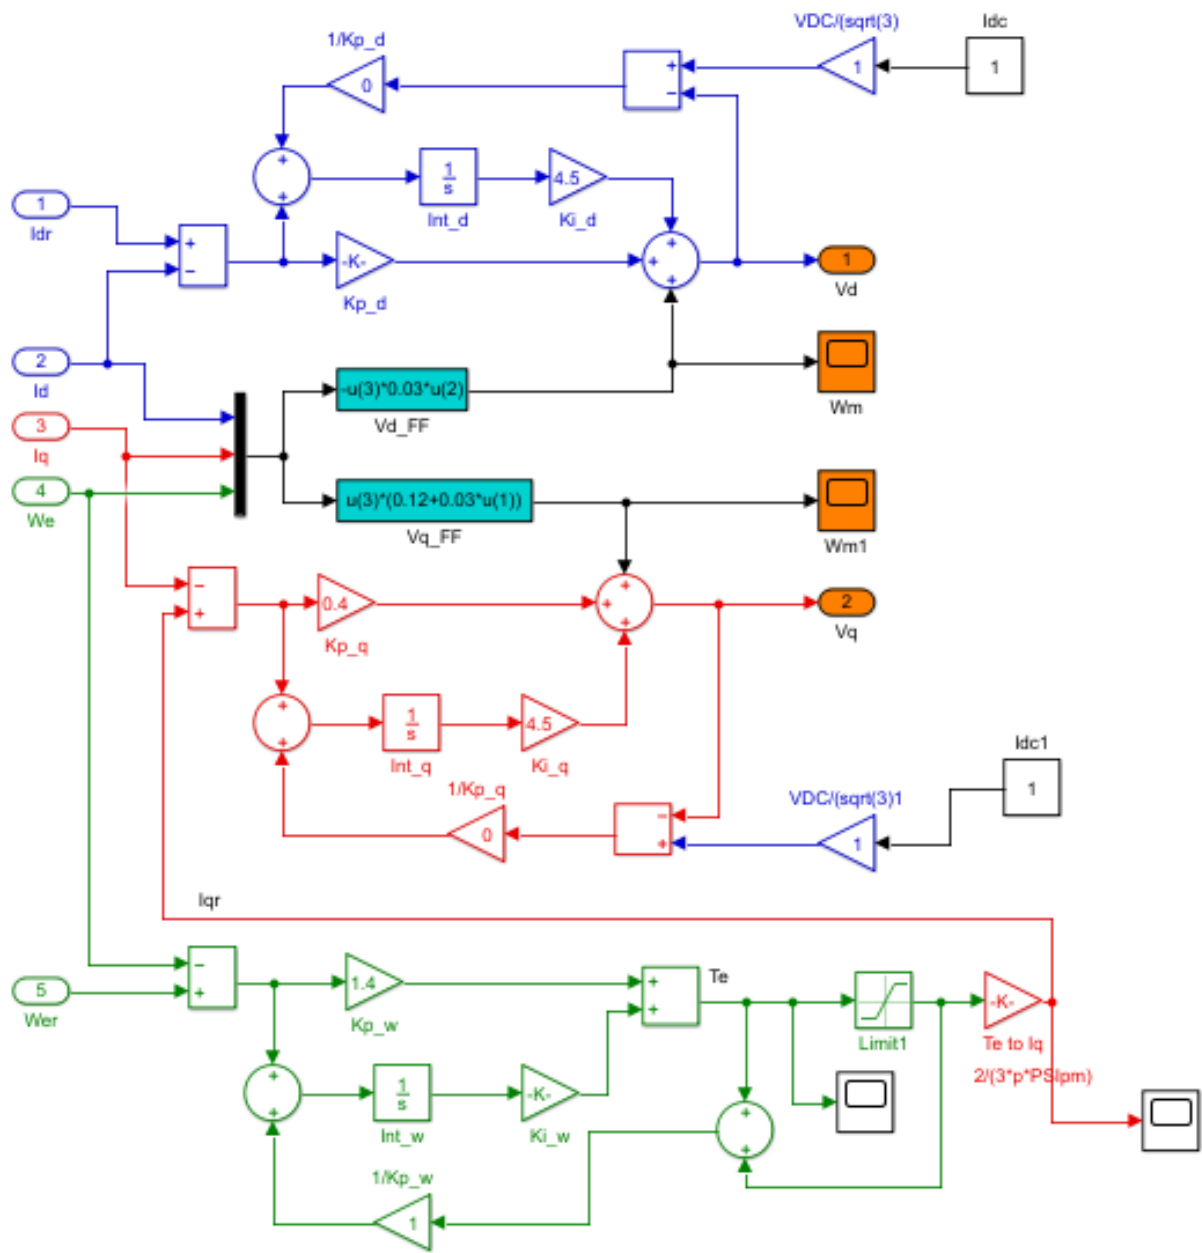 VDC/(sqrt(3)
Idc
1/Kp_d
0
+
−
1
1
+
+
1
s
Int_d
4.5
Ki_d
1
Idr
+
−
-K-
Kp_d
+
+
+
1
Vd
2
Id
-u(3)*0.03*u(2)
Vd_FF
Wm
3
Iq
4
We
u(3)*(0.12+0.03*u(1))
Vq_FF
Wm1
−
+
0.4
Kp_q
+
+
+
2
Vq
+
+
1
s
Int_q
4.5
Ki_q
Idc1
1
1/Kp_q
0
−
+
VDC/(sqrt(3)1
1
Iqr
5
Wer
−
+
1.4
Kp_w
+
+
Te
Limit1
-K-
Te to Iq
2/(3*p*PSIpm)
+
+
1
s
Int_w
-K-
Ki_w
+
+
1/Kp_w
1